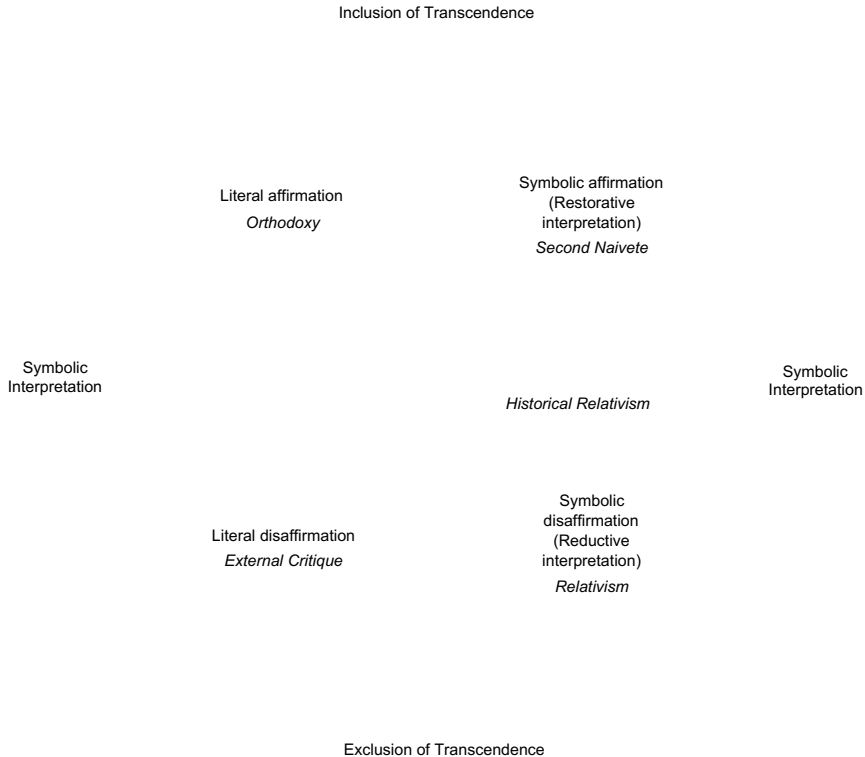 Inclusion of Transcendence
Literal affirmation
Orthodoxy
Symbolic affirmation
(Restorative
interpretation)
Second Naivete
Symbolic
Interpretation
Symbolic
Interpretation
Historical Relativism
Literal disaffirmation
External Critique
Symbolic
disaffirmation
(Reductive
interpretation)
Relativism
Exclusion of Transcendence